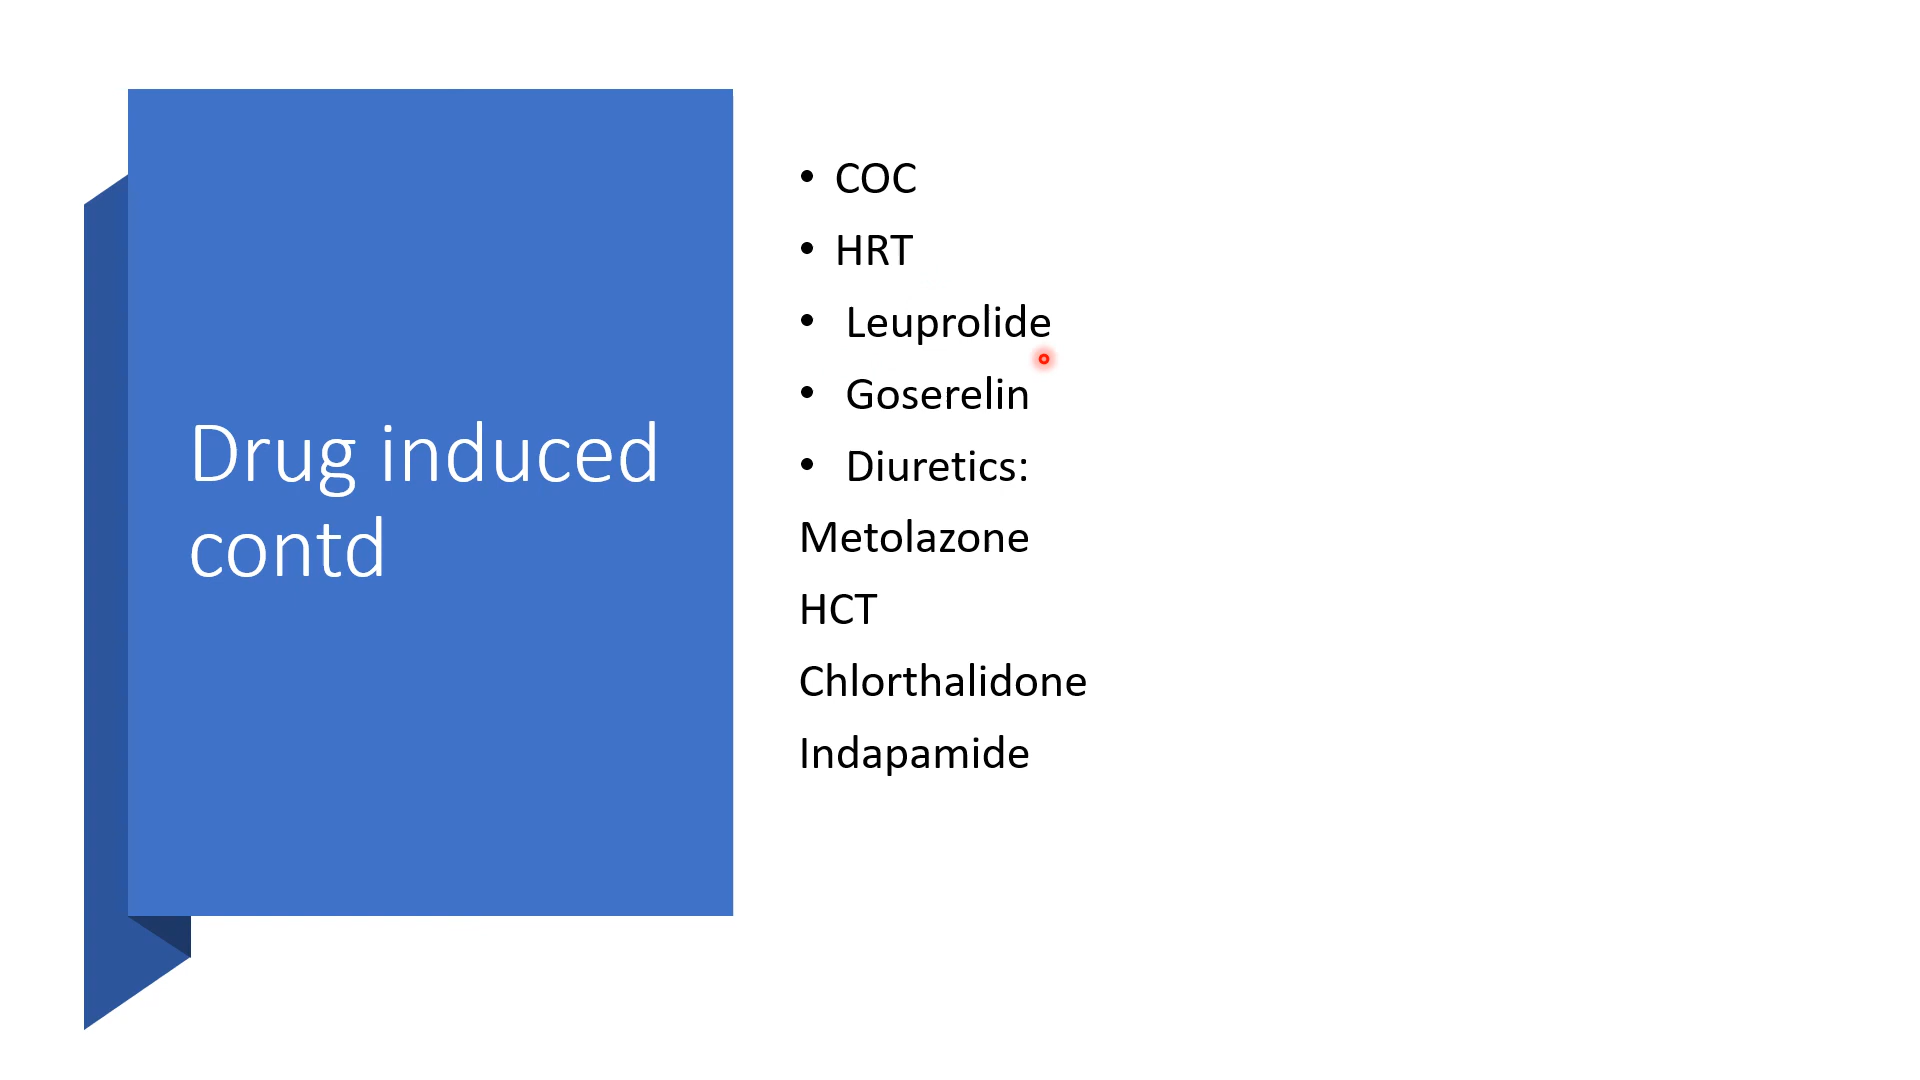 Drug induced
contd
• COC
• HRT
• Leuprolide
• Goserelin
• Diuretics:
Metolazone
HCT
Chlorthalidone
Indapamide